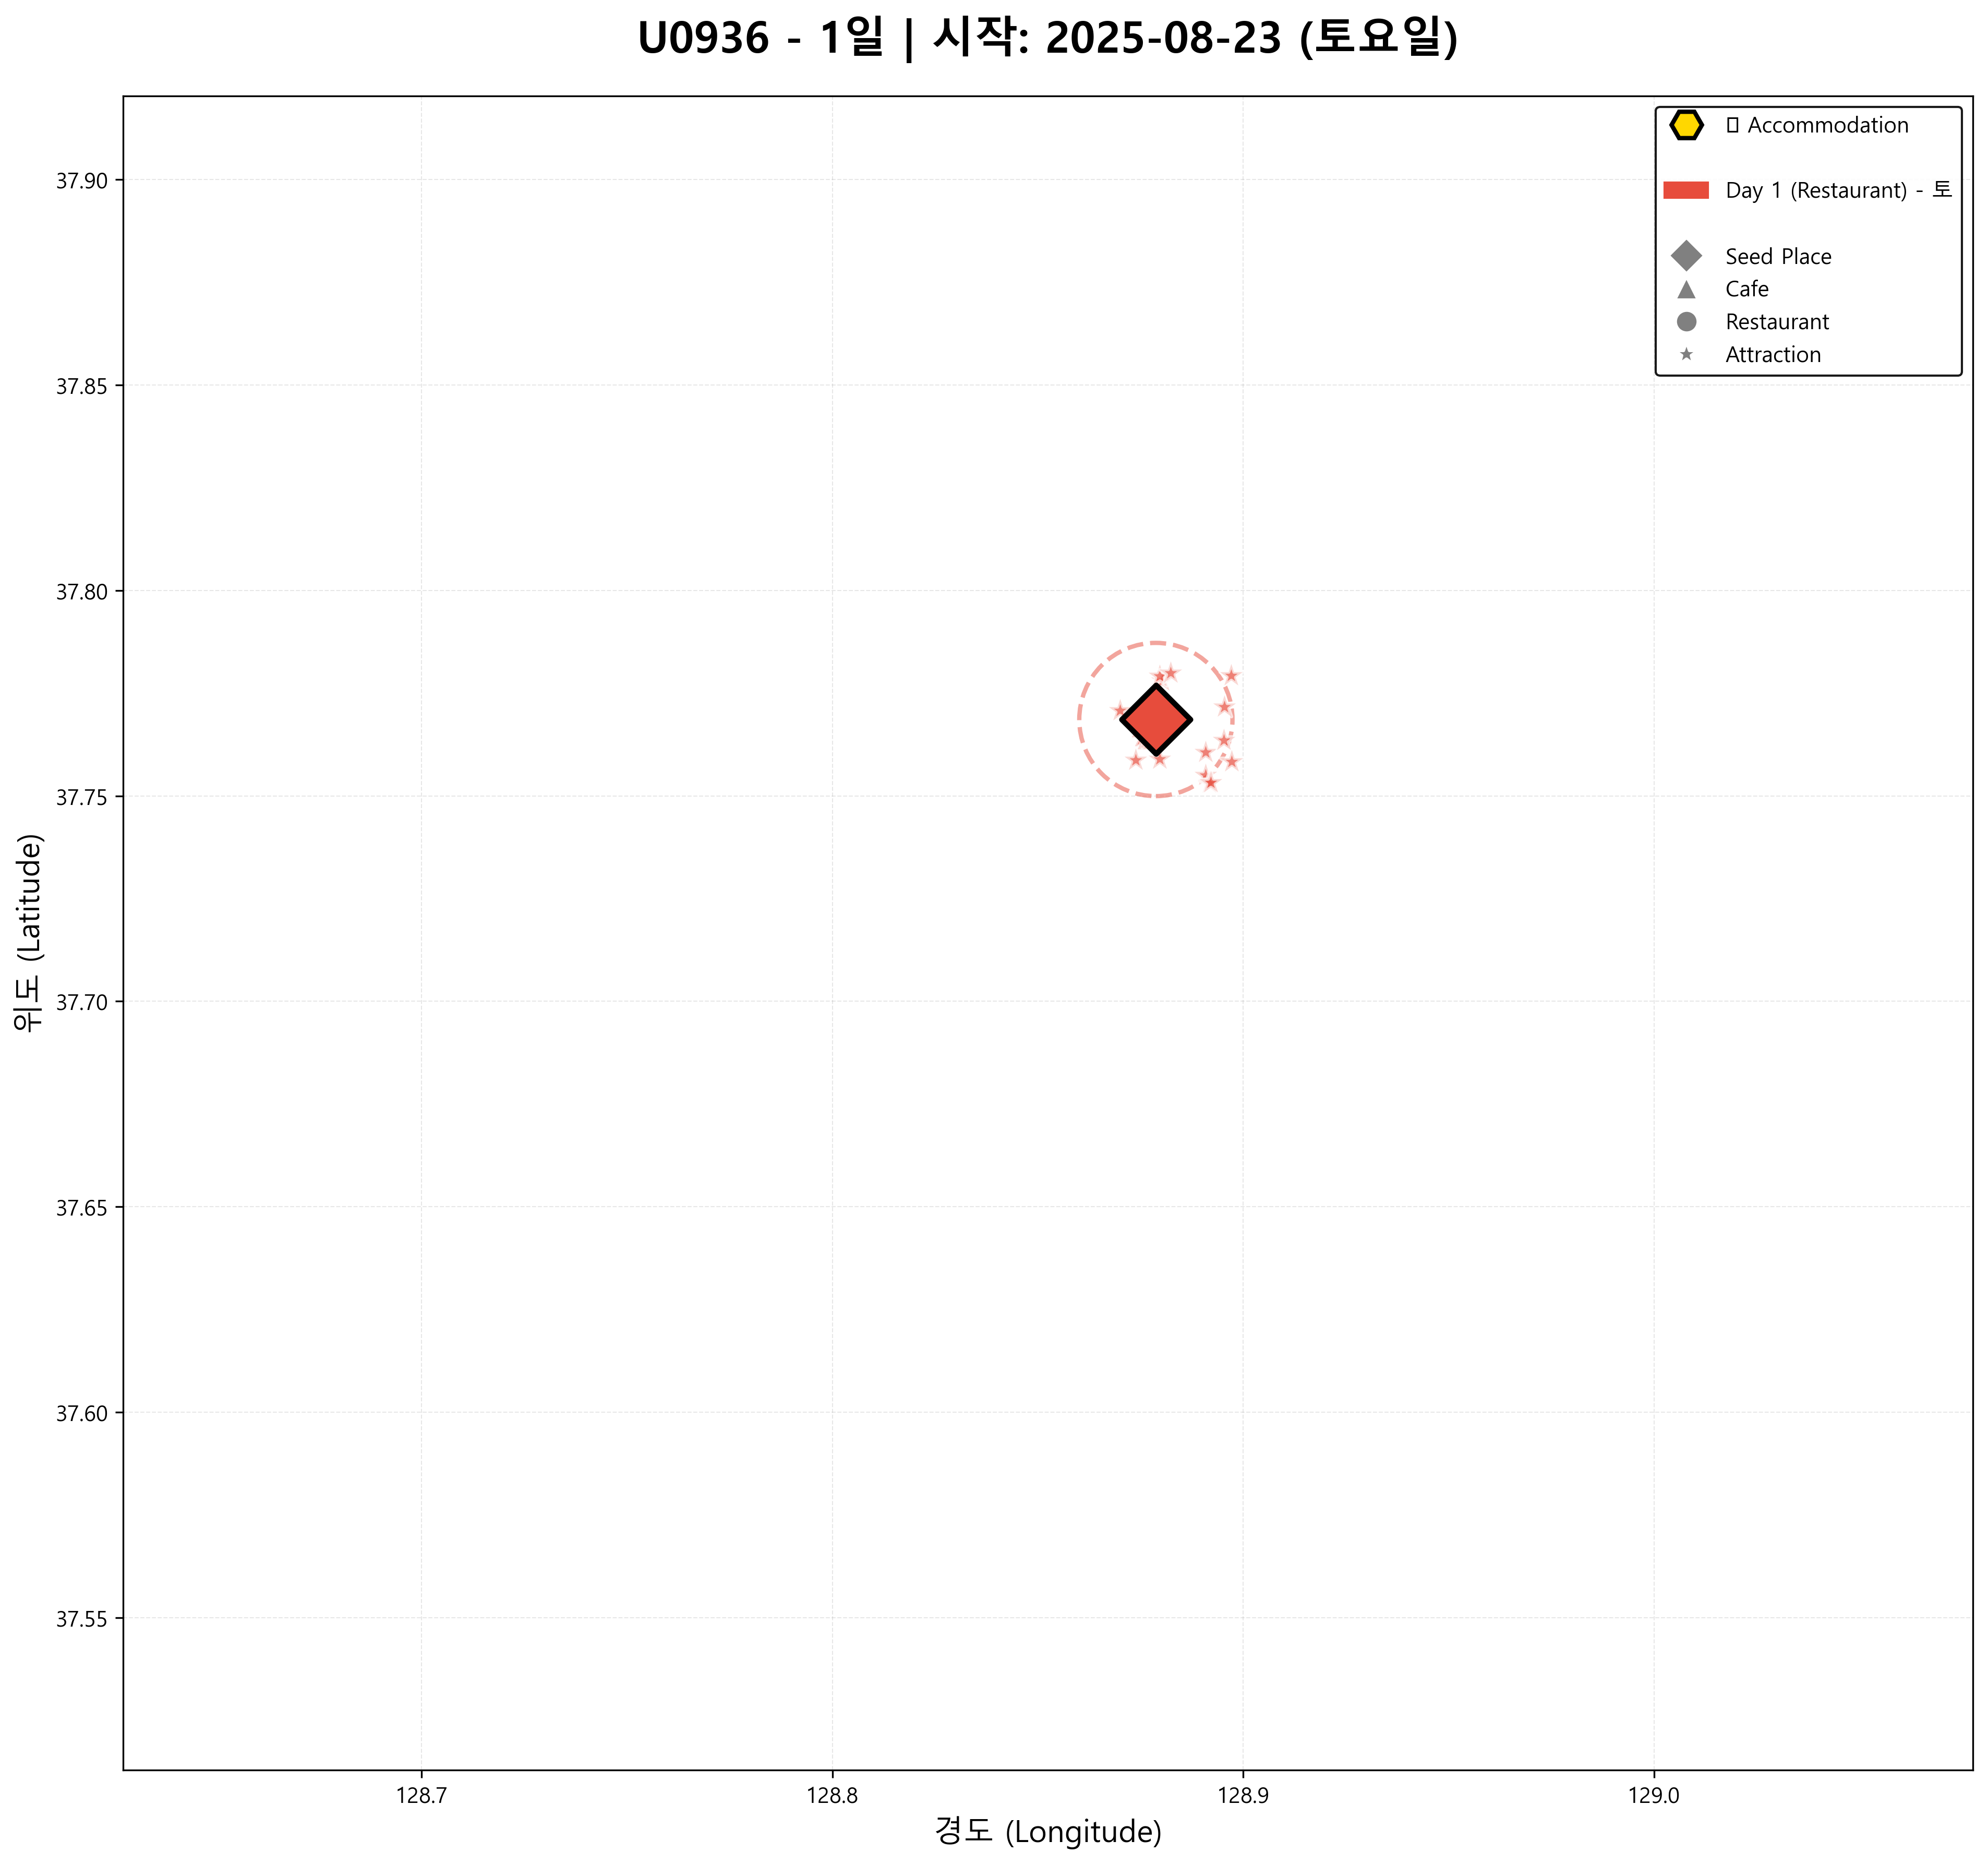 U0936 - 1일 | 시작: 2025-08-23 (토요일)
Accommodation
Day 1 (Restaurant) - 토
Seed Place
Cafe
Restaurant
Attraction
37.90
37.85
37.80
37.75
37.70
37.65
37.60
37.55
위도 (Latitude)
128.7 128.8 128.9 129.0
경도 (Longitude)